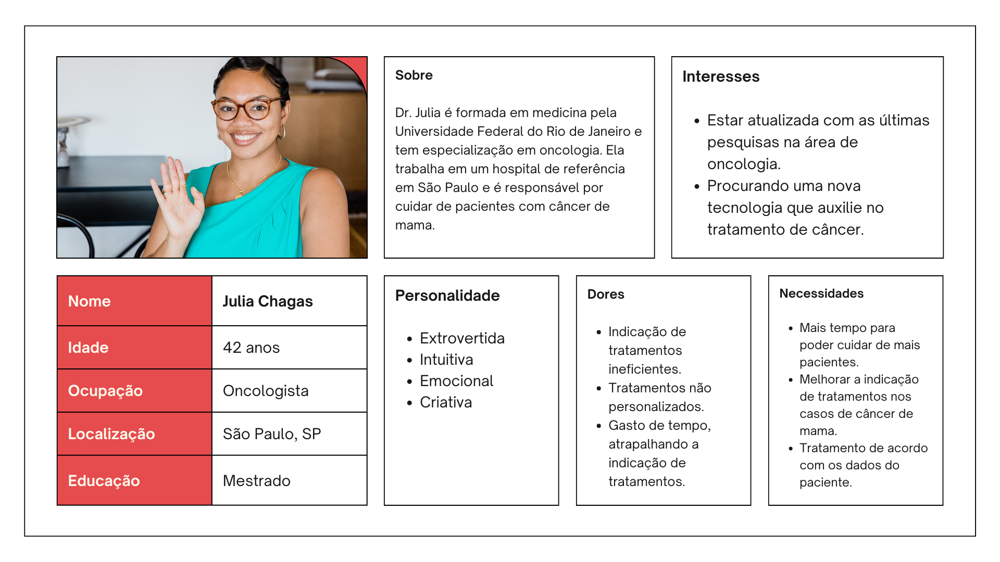 Sobre
Dr. Julia é formada em medicina pela
Universidade Federal do Rio de Janeiro e
tem especialização em oncologia. Ela
trabalha em um hospital de referência
em São Paulo e é responsável por
cuidar de pacientes com câncer de
mama.
Interesses
• Estar atualizada com as últimas
pesquisas na área de
oncologia.
• Procurando uma nova
tecnologia que auxilie no
tratamento de câncer.
Nome Julia Chagas
Idade 42 anos
Ocupação Oncologista
Localização São Paulo, SP
Educação Mestrado
Personalidade
• Extrovertida
• Intuitiva
• Emocional
• Criativa
Dores
• Indicação de
tratamentos
ineficientes.
• Tratamentos não
personalizados.
• Gasto de tempo,
atrapalhando a
indicação de
tratamentos.
Necessidades
• Mais tempo para
poder cuidar de mais
pacientes.
• Melhorar a indicação
de tratamentos nos
casos de câncer de
mama.
• Tratamento de acordo
com os dados do
paciente.